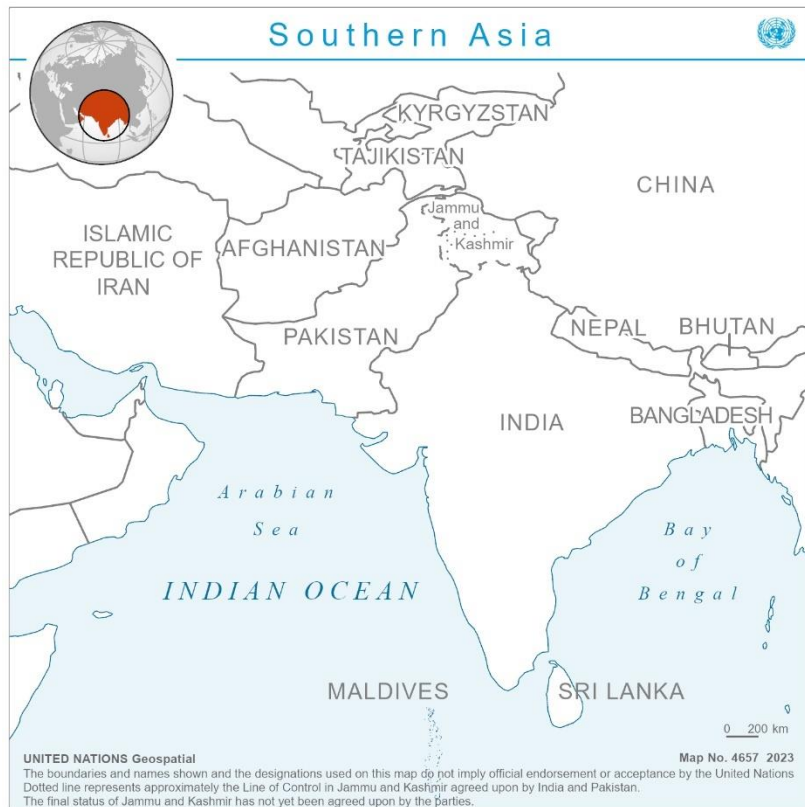 Southern Asia
KYRGYZSTAN
TAJIKISTAN
CHINA
Jammu
and
Kashmir
ISLAMIC
REPUBLIC OF
IRAN
AFGHANISTAN
PAKISTAN
NEPAL
BHUTAN
INDIA
BANGLADESH
Arabian
Sea
INDIAN OCEAN
Bay
of
Bengal
MALDIVES
SRI LANKA
0 200 km
UNITED NATIONS Geospatial
Map No. 4657 2023
The boundaries and names shown and the designations used on this map do not imply official endorsement or acceptance by the United Nations
Dotted line represents approximately the Line of Control in Jammu and Kashmir agreed upon by India and Pakistan.
The final status of Jammu and Kashmir has not yet been agreed upon by the parties.